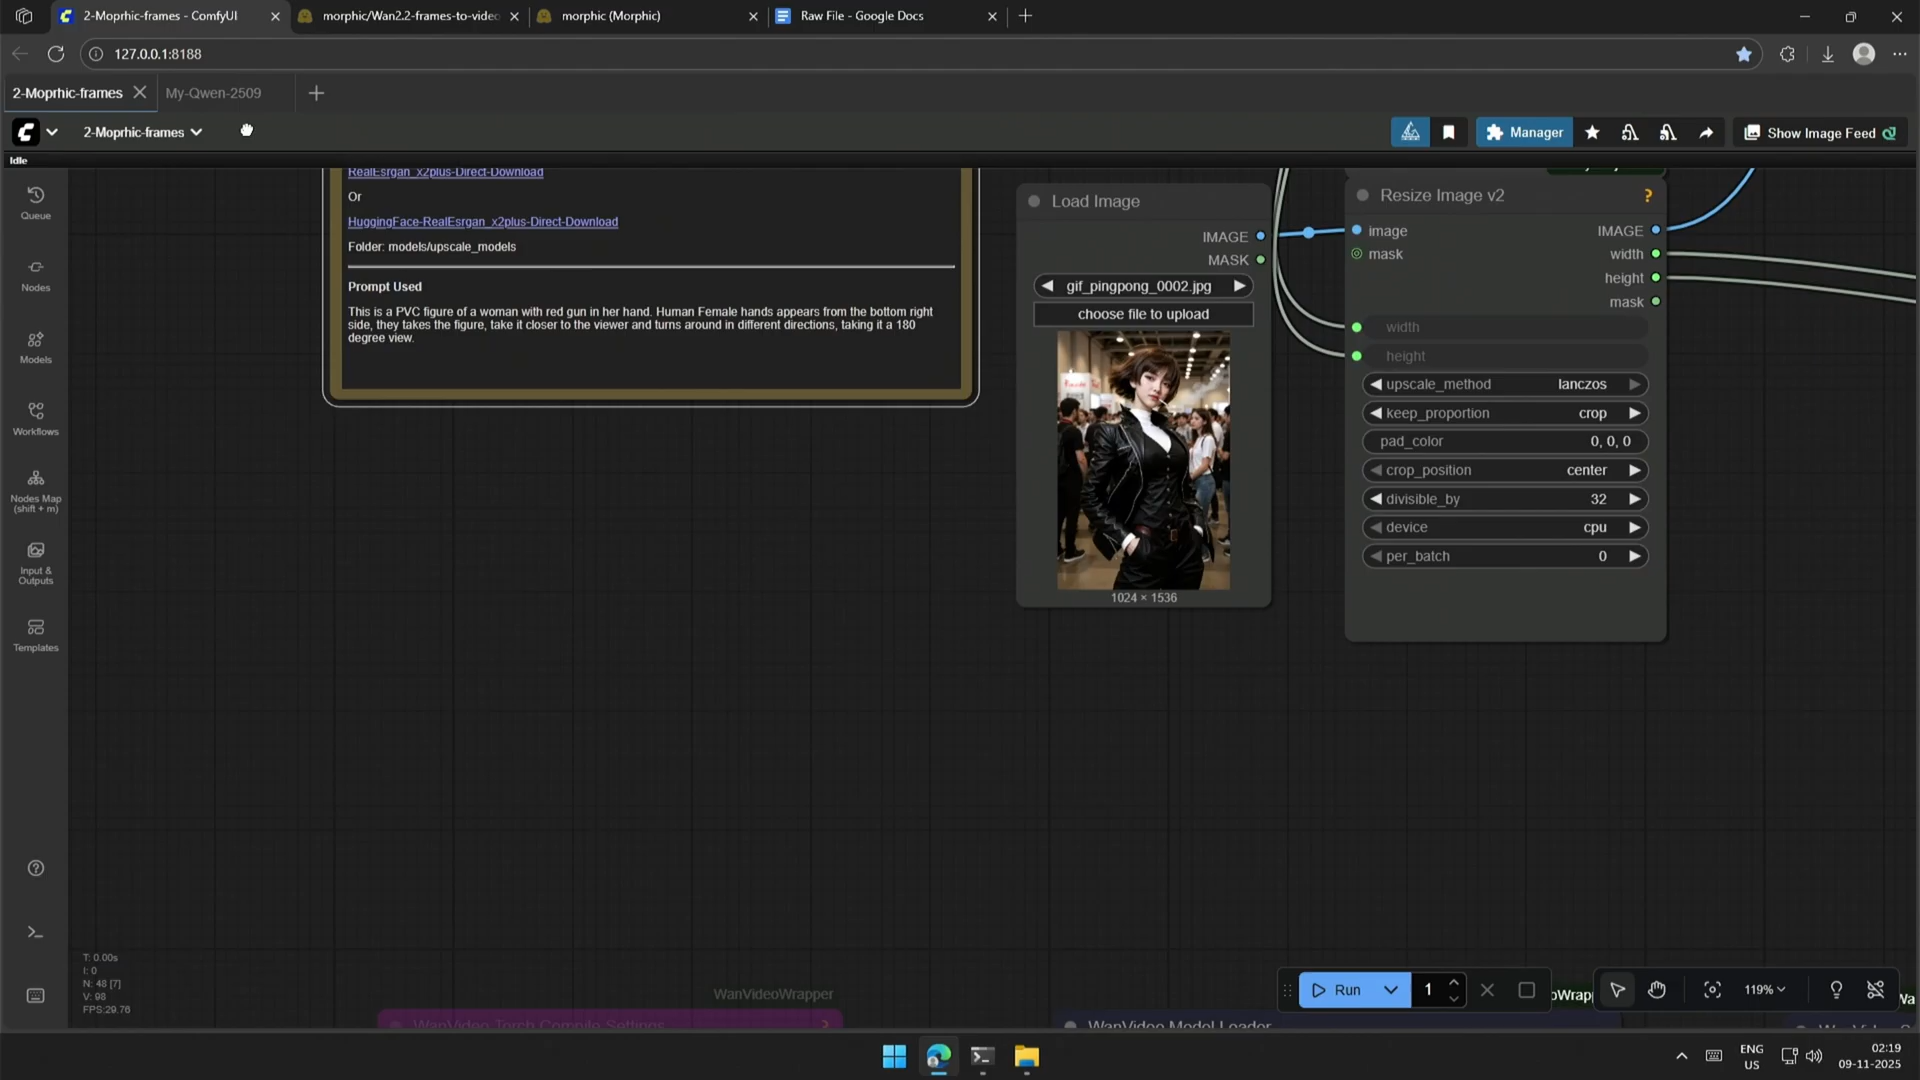 2-Moprhic-frames - ComfyUI
morphic/Wan2.2-frames-to-video
morphic (Morphic)
Raw File - Google Docs
127.0.0.1:8188
2-Moprhic-frames
My-Qwen-2509
2-Moprhic-frames
Manager
Show Image Feed
Idle
Queue
Nodes
Models
Workflows
Nodes Map
(shift + m)
Input &
Outputs
Templates
RealEsrgan_x2plus-Direct-Download
Or
HuggingFace-RealEsrgan_x2plus-Direct-Download
Folder: models/upscale_models
Prompt Used
This is a PVC figure of a woman with red gun in her hand. Human Female hands appears from the bottom right
side, they takes the figure, take it closer to the viewer and turns around in different directions, taking it a 180
degree view.
Load Image
IMAGE
MASK
gif_pingpong_0002.jpg
choose file to upload
1024 × 1536
Resize Image v2
?
image
IMAGE
mask
width
height
mask
width
height
upscale_method
lanczos
keep_proportion
crop
pad_color
0, 0, 0
crop_position
center
divisible_by
32
device
cpu
per_batch
0
T: 0.00s
I: 0
N: 48 [7]
V: 98
FPS:29.76
WanVideoWrapper
WanVideo Torch Compile Settings
?
WanVideo Model Loader
Run
1
oWrapp
119%
ENG
US
02:19
09-11-2025